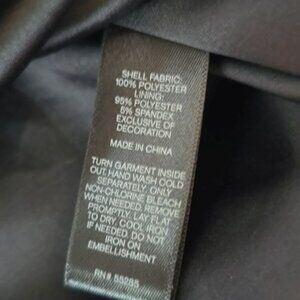 SHELL FABRIC:
100% POLYESTER
LINING:
95% POLYESTER
5% SPANDEX
EXCLUSIVE OF
DECORATION
MADE IN CHINA
TURN GARMENT INSIDE
OUT, HAND WASH COLD
SEPARATELY. ONLY
NON-CHLORINE BLEACH
WHEN NEEDED REMOVE
PROMPTLY, LAY FLAT
TO DRY, COOL IRON
IF NEEDED. DO NOT
IRON ON
EMBELLISHMENT
RN# 55285